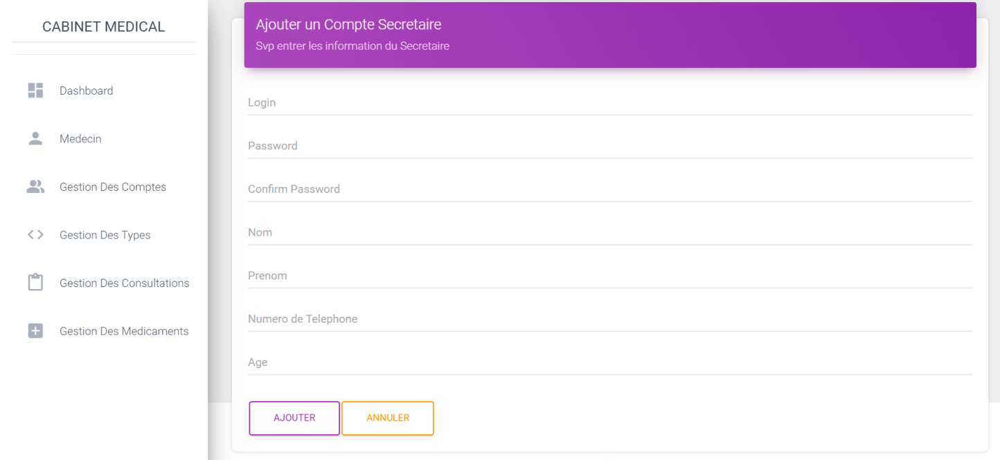 CABINET MEDICAL
Dashboard
Medecin
Gestion Des Comptes
Gestion Des Types
Gestion Des Consultations
Gestion Des Medicaments
Ajouter un Compte Secretaire
Svp entrer les information du Secretaire
Login
Password
Confirm Password
Nom
Prenom
Numero de Telephone
Age
AJOUTER ANNULER